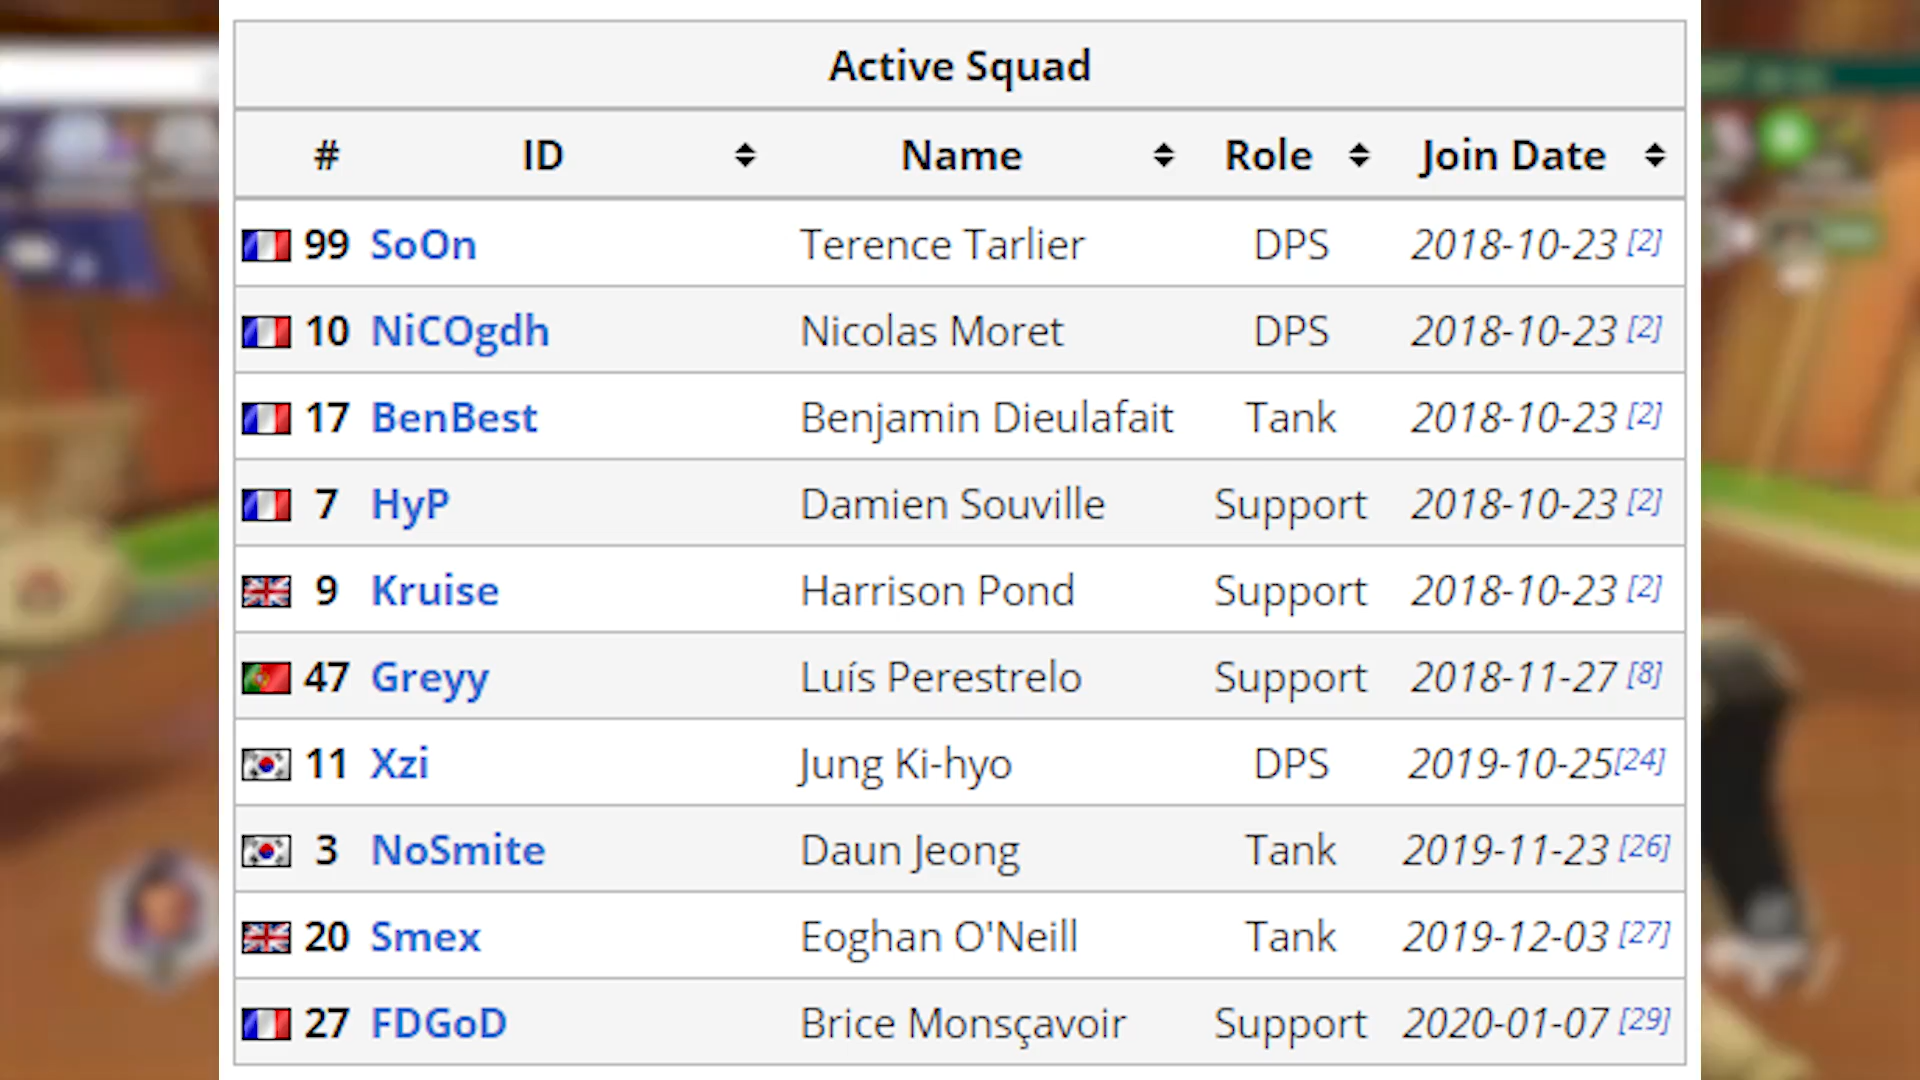 Active Squad
# ID Name Role Join Date
99 SoOn Terence Tarlier DPS 2018-10-23 [2]
10 NiCOgdh Nicolas Moret DPS 2018-10-23 [2]
17 BenBest Benjamin Dieulafait Tank 2018-10-23 [2]
7 HyP Damien Souville Support 2018-10-23 [2]
9 Kruise Harrison Pond Support 2018-10-23 [2]
47 Greyy Luís Perestrelo Support 2018-11-27 [8]
11 Xzi Jung Ki-hyo DPS 2019-10-25[24]
3 NoSmite Daun Jeong Tank 2019-11-23 [26]
20 Smex Eoghan O'Neill Tank 2019-12-03 [27]
27 FDGoD Brice Monsçavoir Support 2020-01-07 [29]